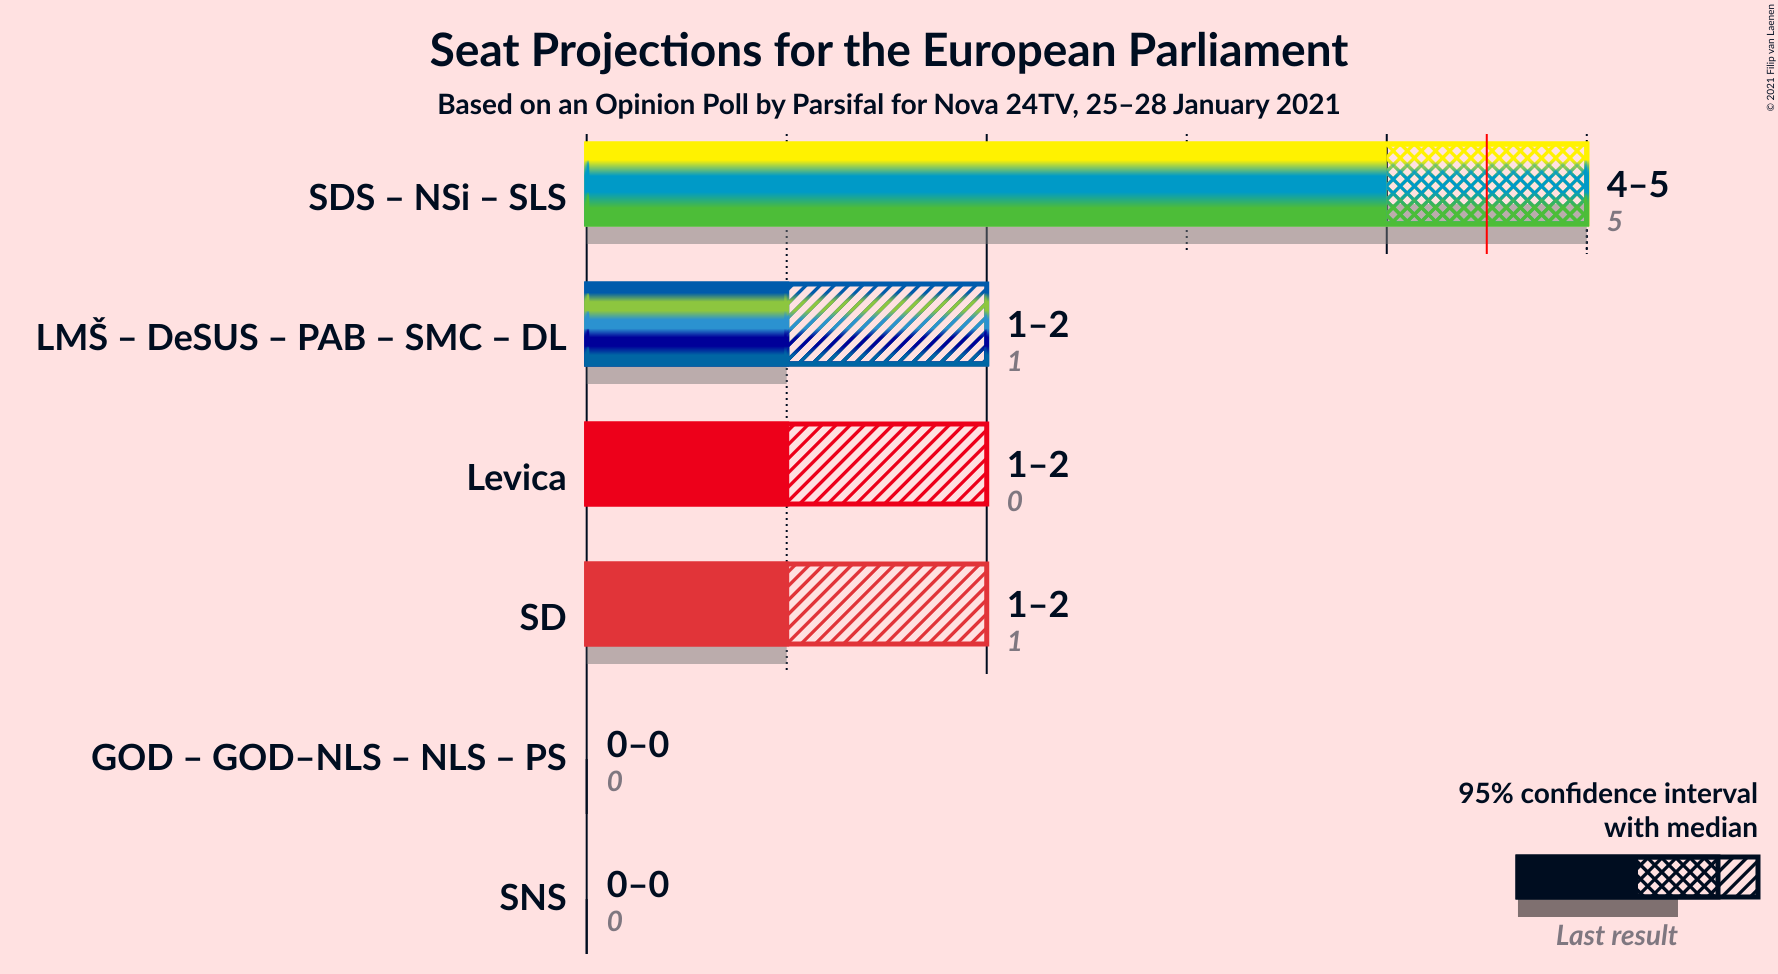 Seat Projections for the European Parliament
Based on an Opinion Poll by Parsifal for Nova 24TV, 25–28 January 2021
© 2021 Filip van Laenen
SDS – NSi – SLS
4–5
5
LMŠ – DeSUS – PAB – SMC – DL
1–2
1
Levica
1–2
0
SD
1–2
1
GOD – GOD–NLS – NLS – PS
0–0
0
SNS
0–0
0
95% confidence interval
with median
Last result